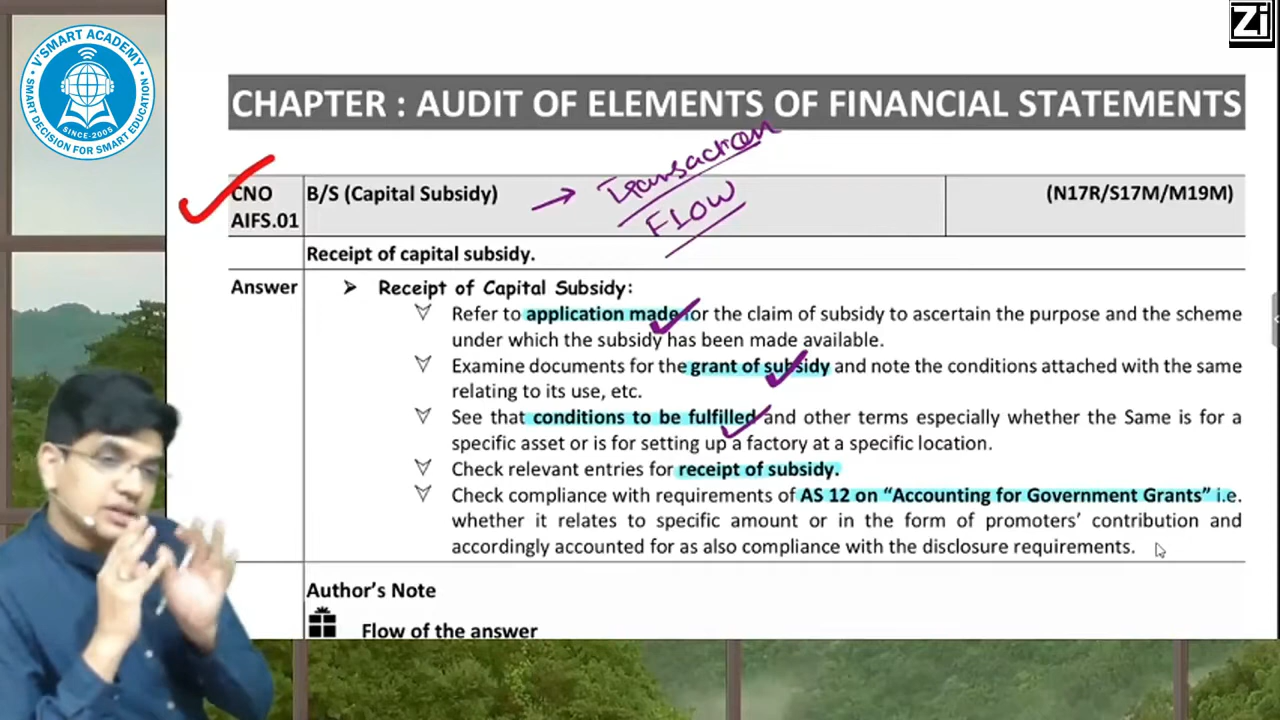 V'SMART ACADEMY
SINCE-2005
SMART DECISION FOR SMART EDUCATION
Zi
CHAPTER : AUDIT OF ELEMENTS OF FINANCIAL STATEMENTS
CNO
AIFS.01
B/S (Capital Subsidy)
Transaction
FLOW
(N17R/S17M/M19M)
Receipt of capital subsidy.
Answer
➢ Receipt of Capital Subsidy:
Refer to application made for the claim of subsidy to ascertain the purpose and the scheme
under which the subsidy has been made available.
Examine documents for the grant of subsidy and note the conditions attached with the same
relating to its use, etc.
See that conditions to be fulfilled and other terms especially whether the Same is for a
specific asset or is for setting up a factory at a specific location.
Check relevant entries for receipt of subsidy.
Check compliance with requirements of AS 12 on “Accounting for Government Grants” i.e.
whether it relates to specific amount or in the form of promoters’ contribution and
accordingly accounted for as also compliance with the disclosure requirements.
Author’s Note
Flow of the answer